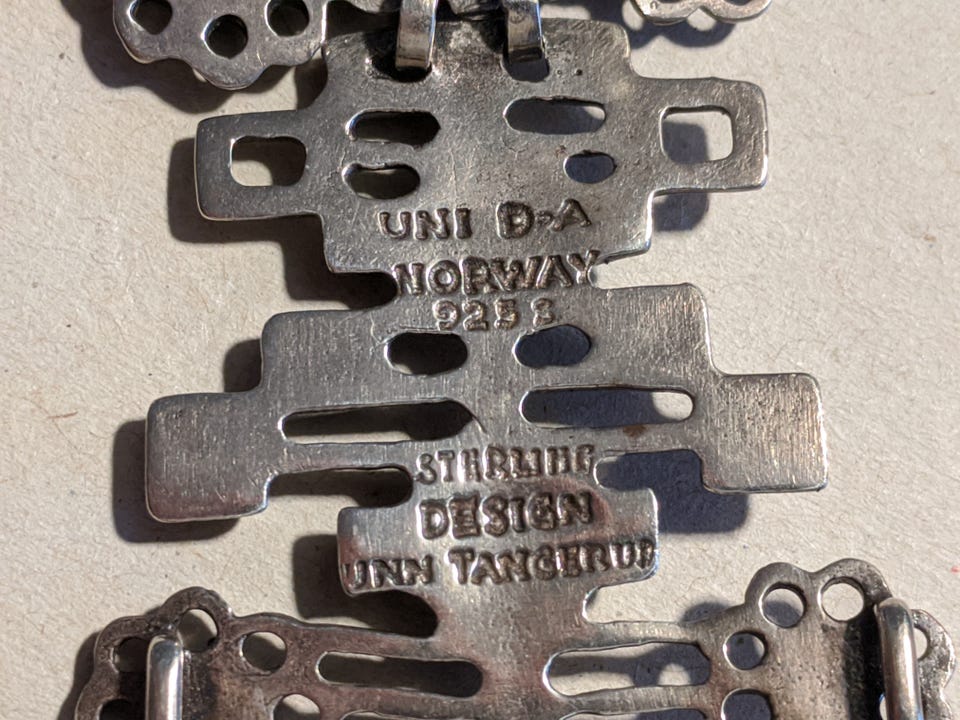 UNI D-A
NORWAY
925 S
STERLING
DESIGN
UNN TANGERUD